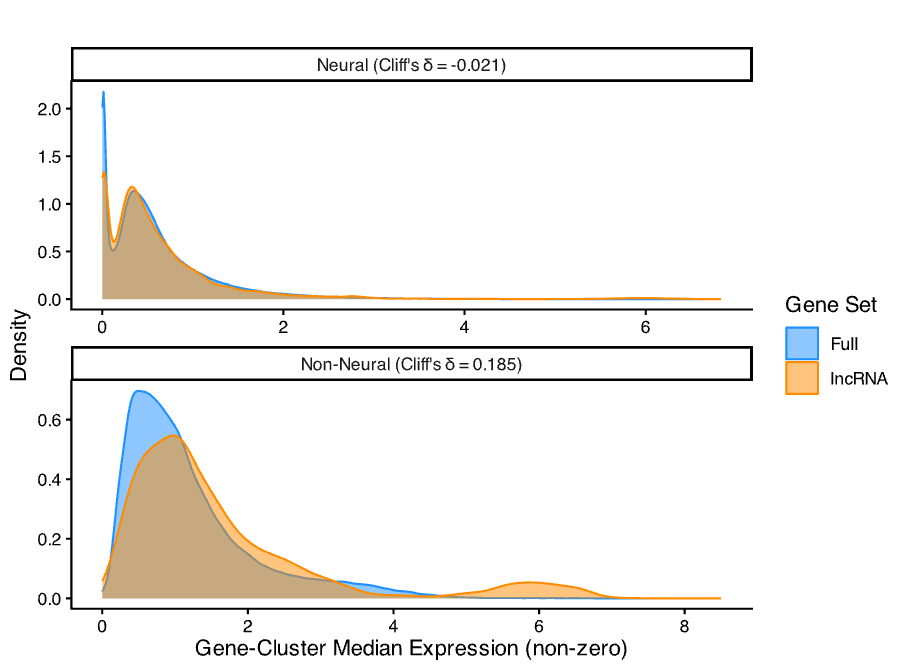 Neural (Cliff's δ = -0.021)
2.0
1.5
1.0
0.5
0.0
0 2 4 6
Density
Non-Neural (Cliff's δ = 0.185)
0.6
0.4
0.2
0.0
0 2 4 6 8
Gene-Cluster Median Expression (non-zero)
Gene Set
Full
lncRNA